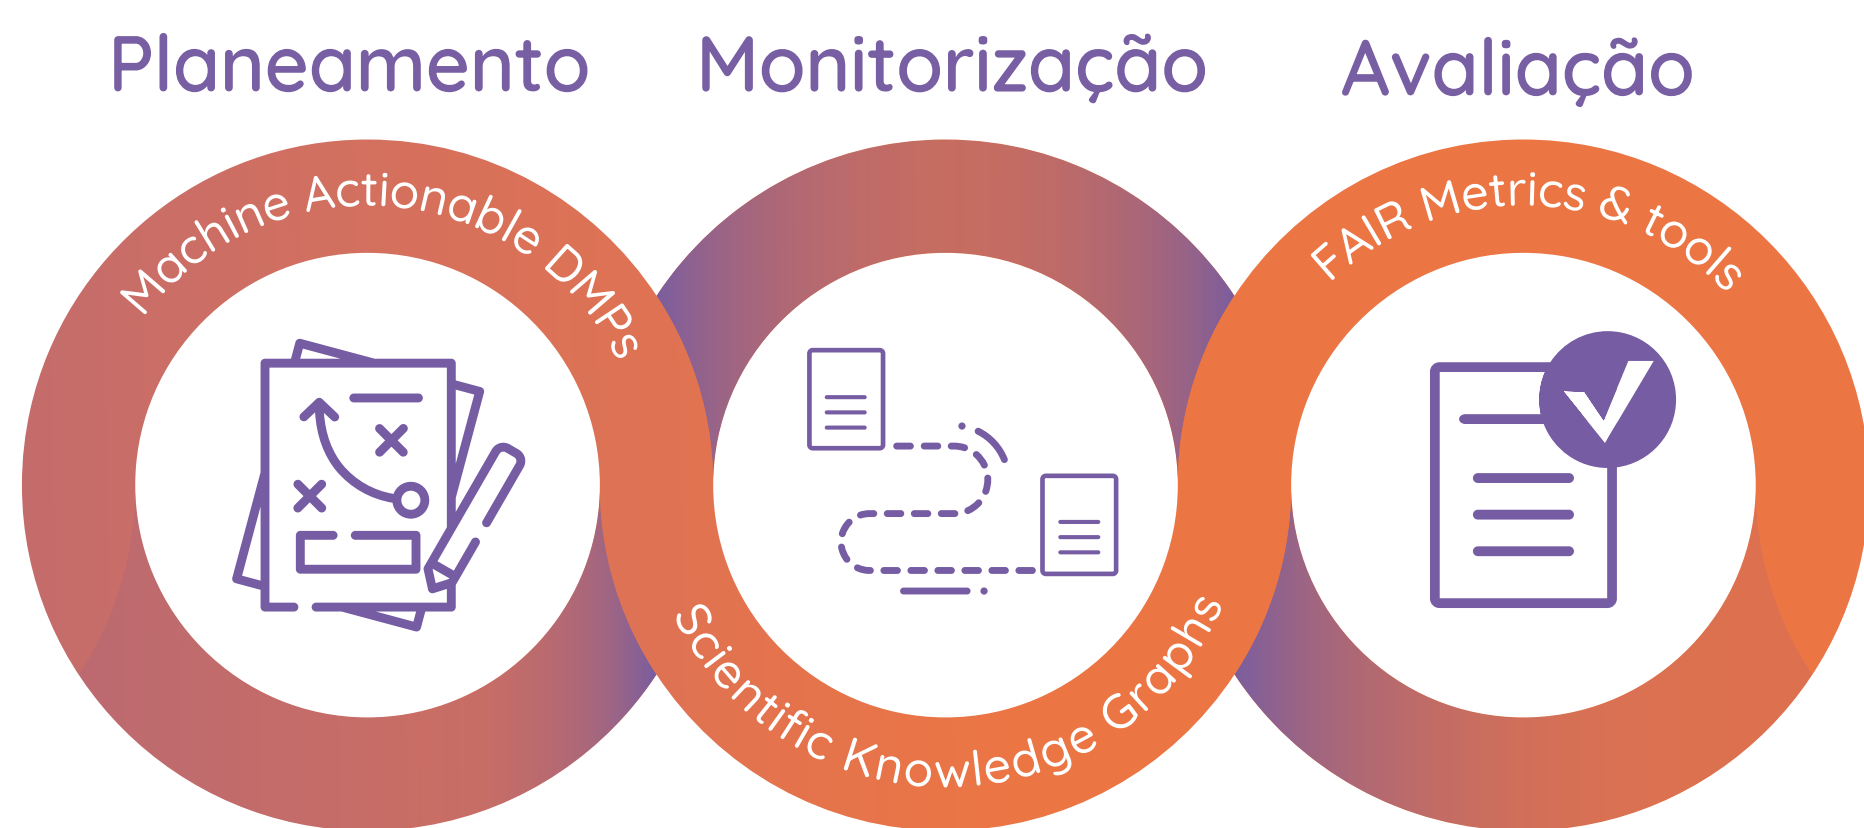 Planeamento
Monitorização
Avaliação
Machine Actionable DMPs
Scientific Knowledge Graphs
FAIR Metrics & tools